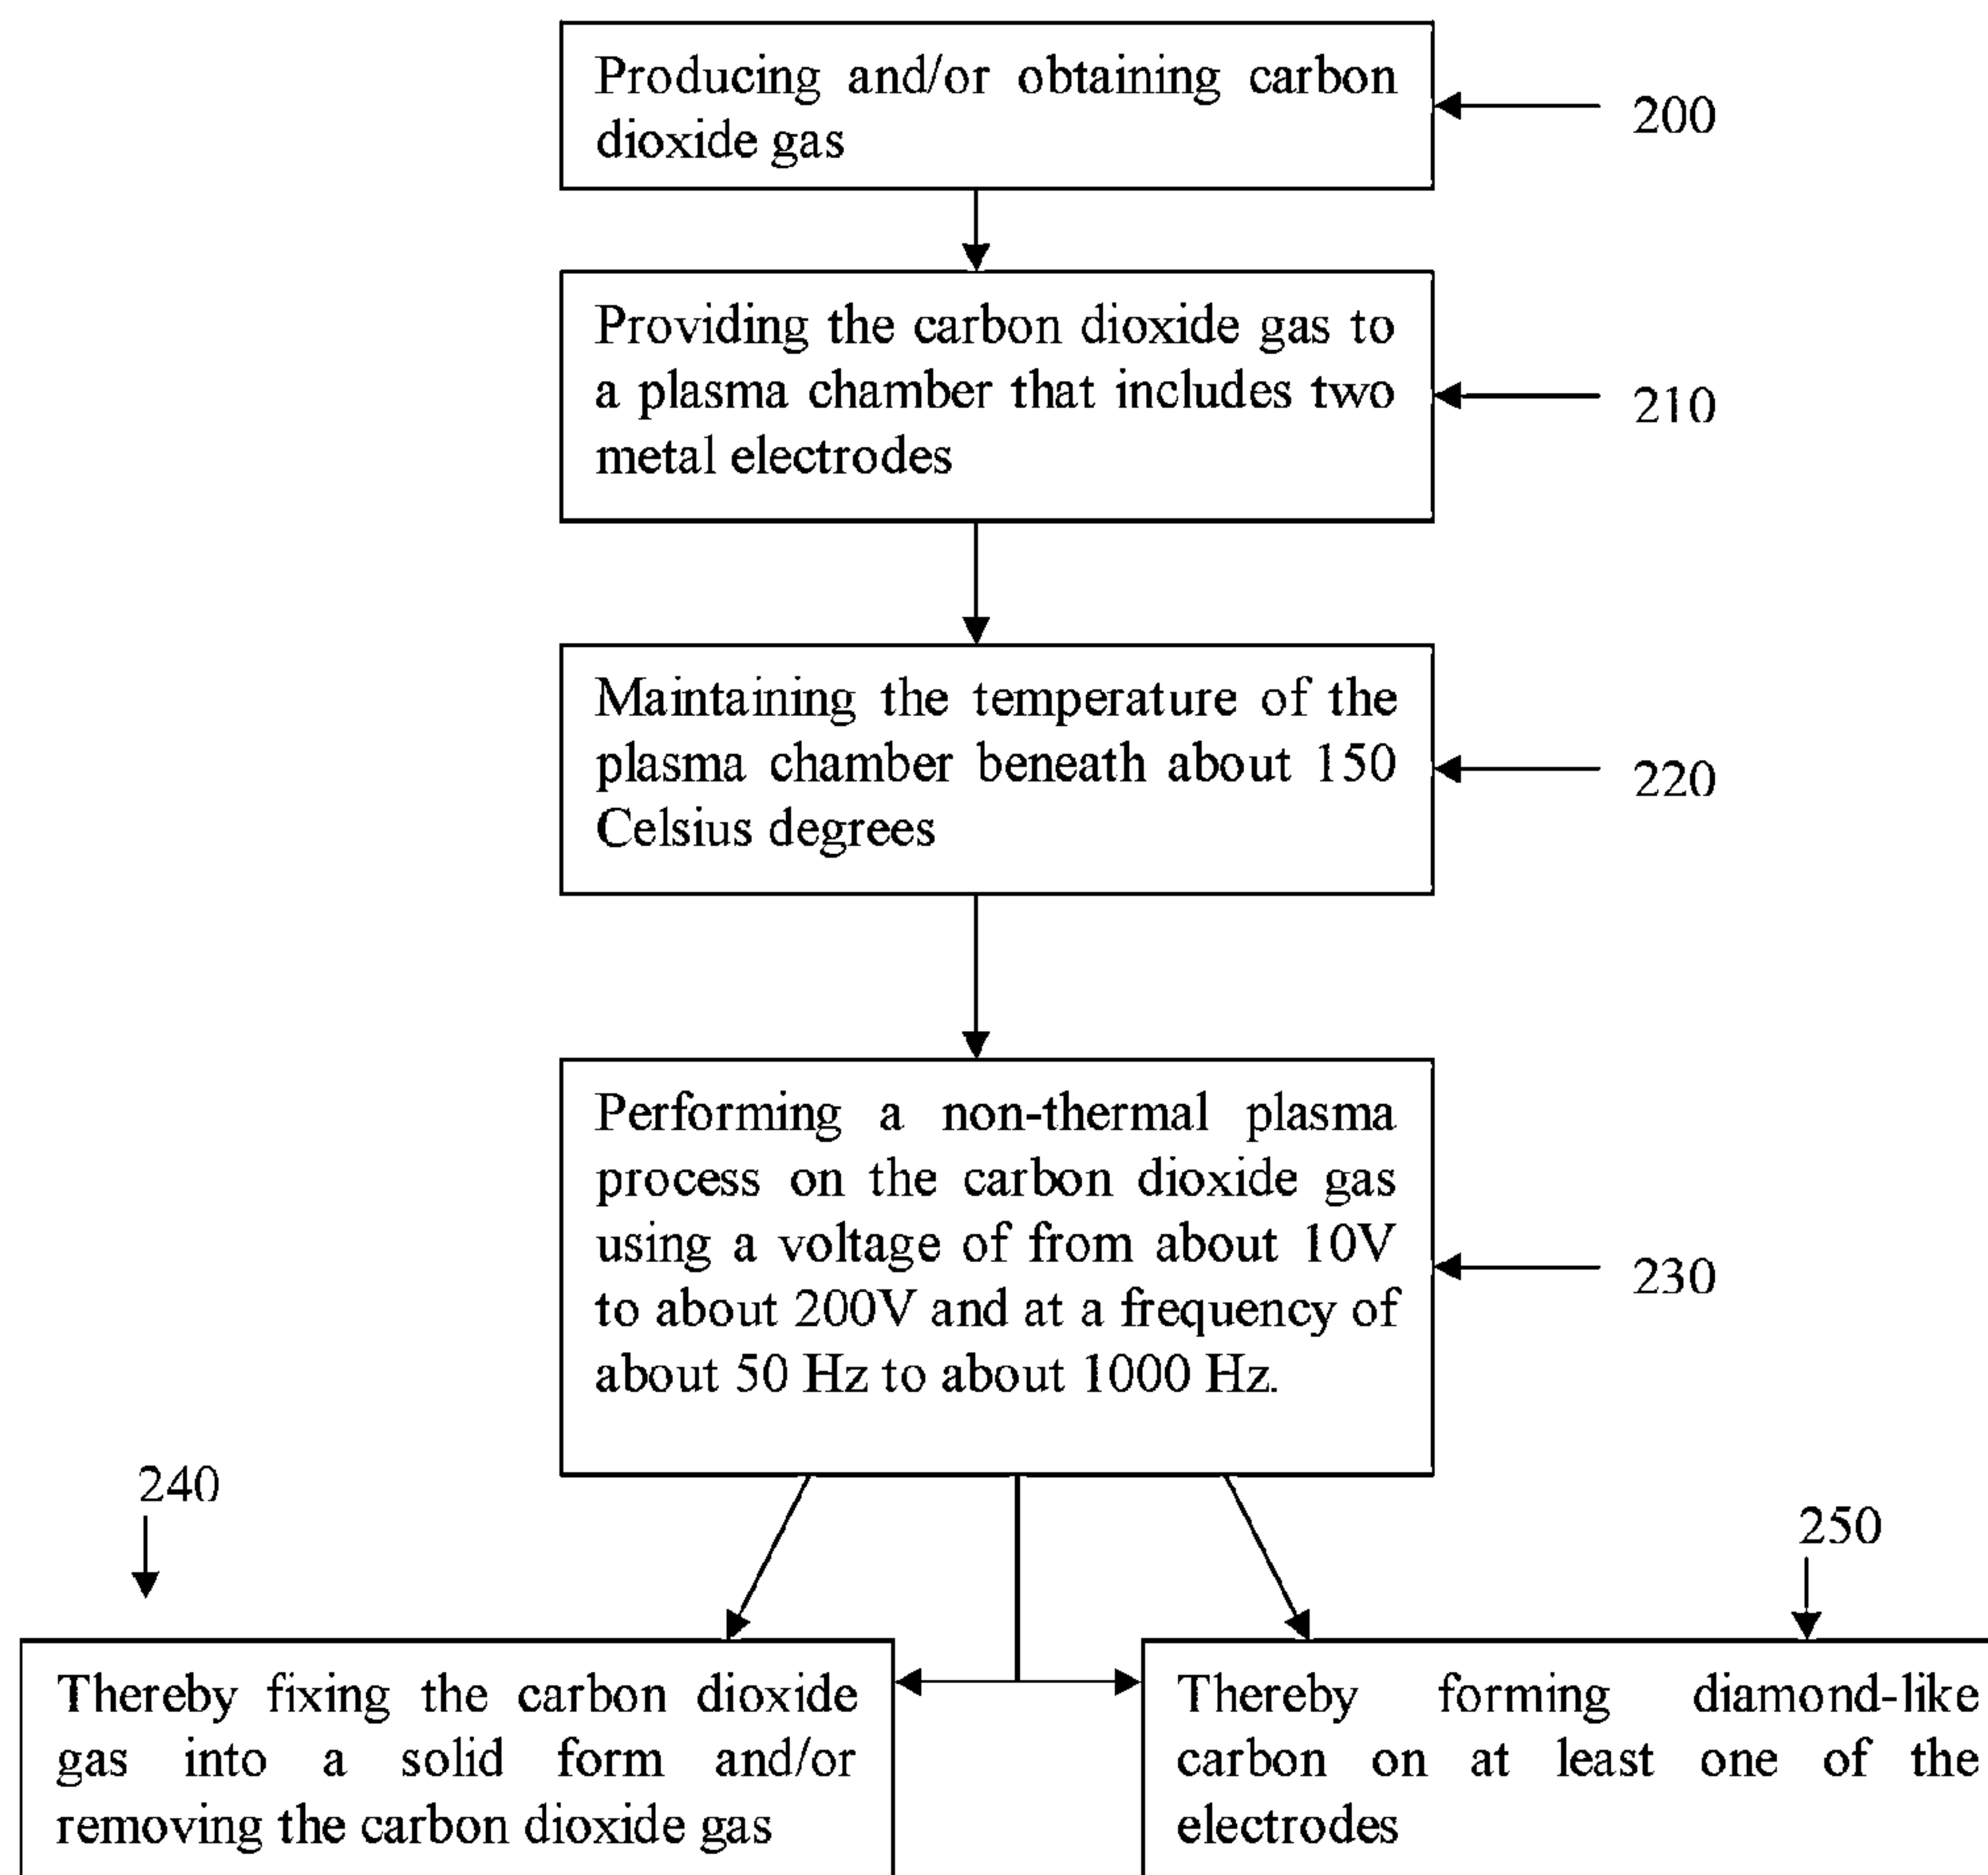 Producing and/or obtaining carbon
dioxide gas
200
Providing the carbon dioxide gas to
a plasma chamber that includes two
metal electrodes
210
Maintaining the temperature of the
plasma chamber beneath about 150
Celsius degrees
220
Performing a non-thermal plasma
process on the carbon dioxide gas
using a voltage of from about 10V
to about 200V and at a frequency of
about 50 Hz to about 1000 Hz.
230
240
250
Thereby fixing the carbon dioxide
gas into a solid form and/or
removing the carbon dioxide gas
Thereby forming diamond-like
carbon on at least one of the
electrodes